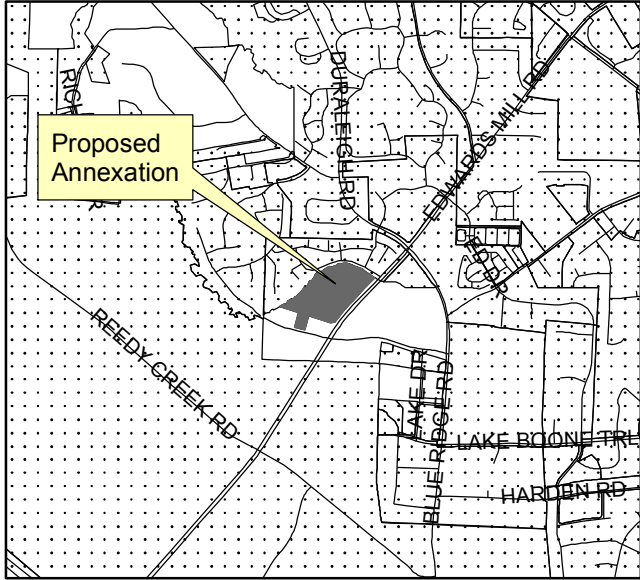 DURALEIGH RD
EDWARDS MILL RD
Proposed
Annexation
REEDY CREEK RD
LAKE DR
BLUE RIDGE RD
LAKE BOONE TRL
HARDEN RD